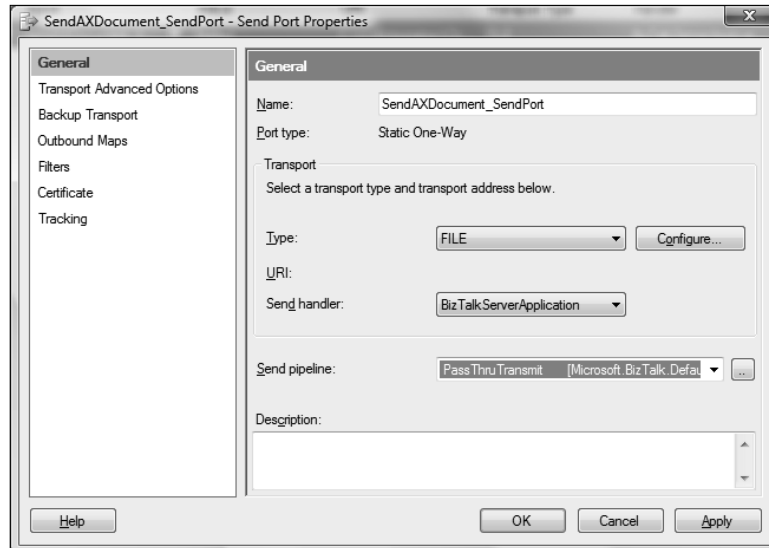 SendAXDocument_SendPort - Send Port Properties
X
General
Transport Advanced Options
Backup Transport
Outbound Maps
Filters
Certificate
Tracking
General
Name: SendAXDocument_SendPort
Port type: Static One-Way
Transport
Select a transport type and transport address below.
Type: FILE Configure...
URI:
Send handler: BizTalkServerApplication
Send pipeline: PassThruTransmit [Microsoft.BizTalk.Defau ..
Description:
Help OK Cancel Apply